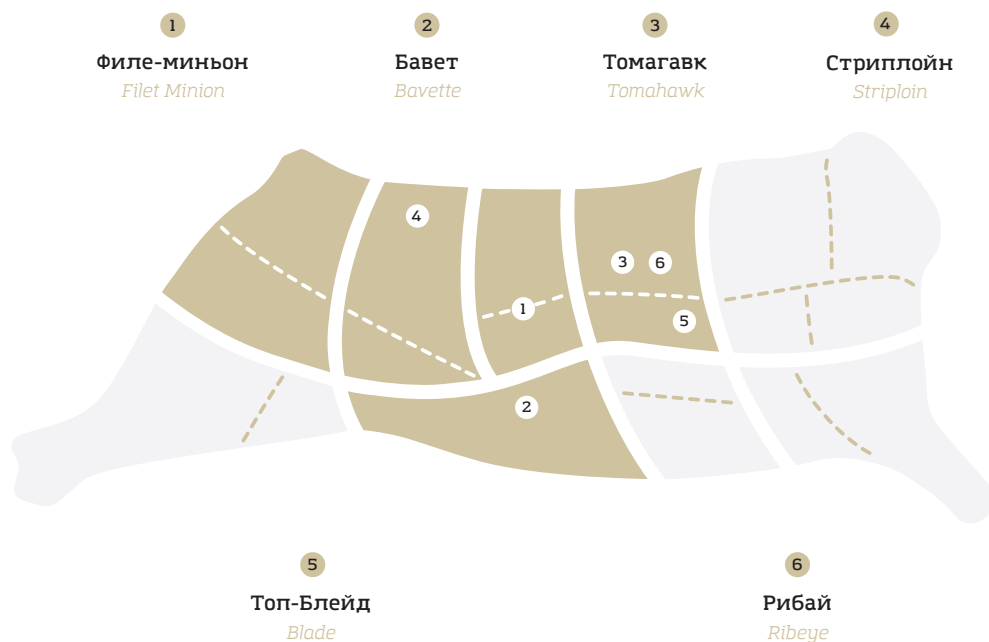 1 2 3 4
Филе-миньон Бавет Томагавк Стриплойн
Filet Minion Bavette Tomahawk Striploin
4
3 6
1
5
2
5 6
Топ-Блейд Рибай
Blade Ribeye